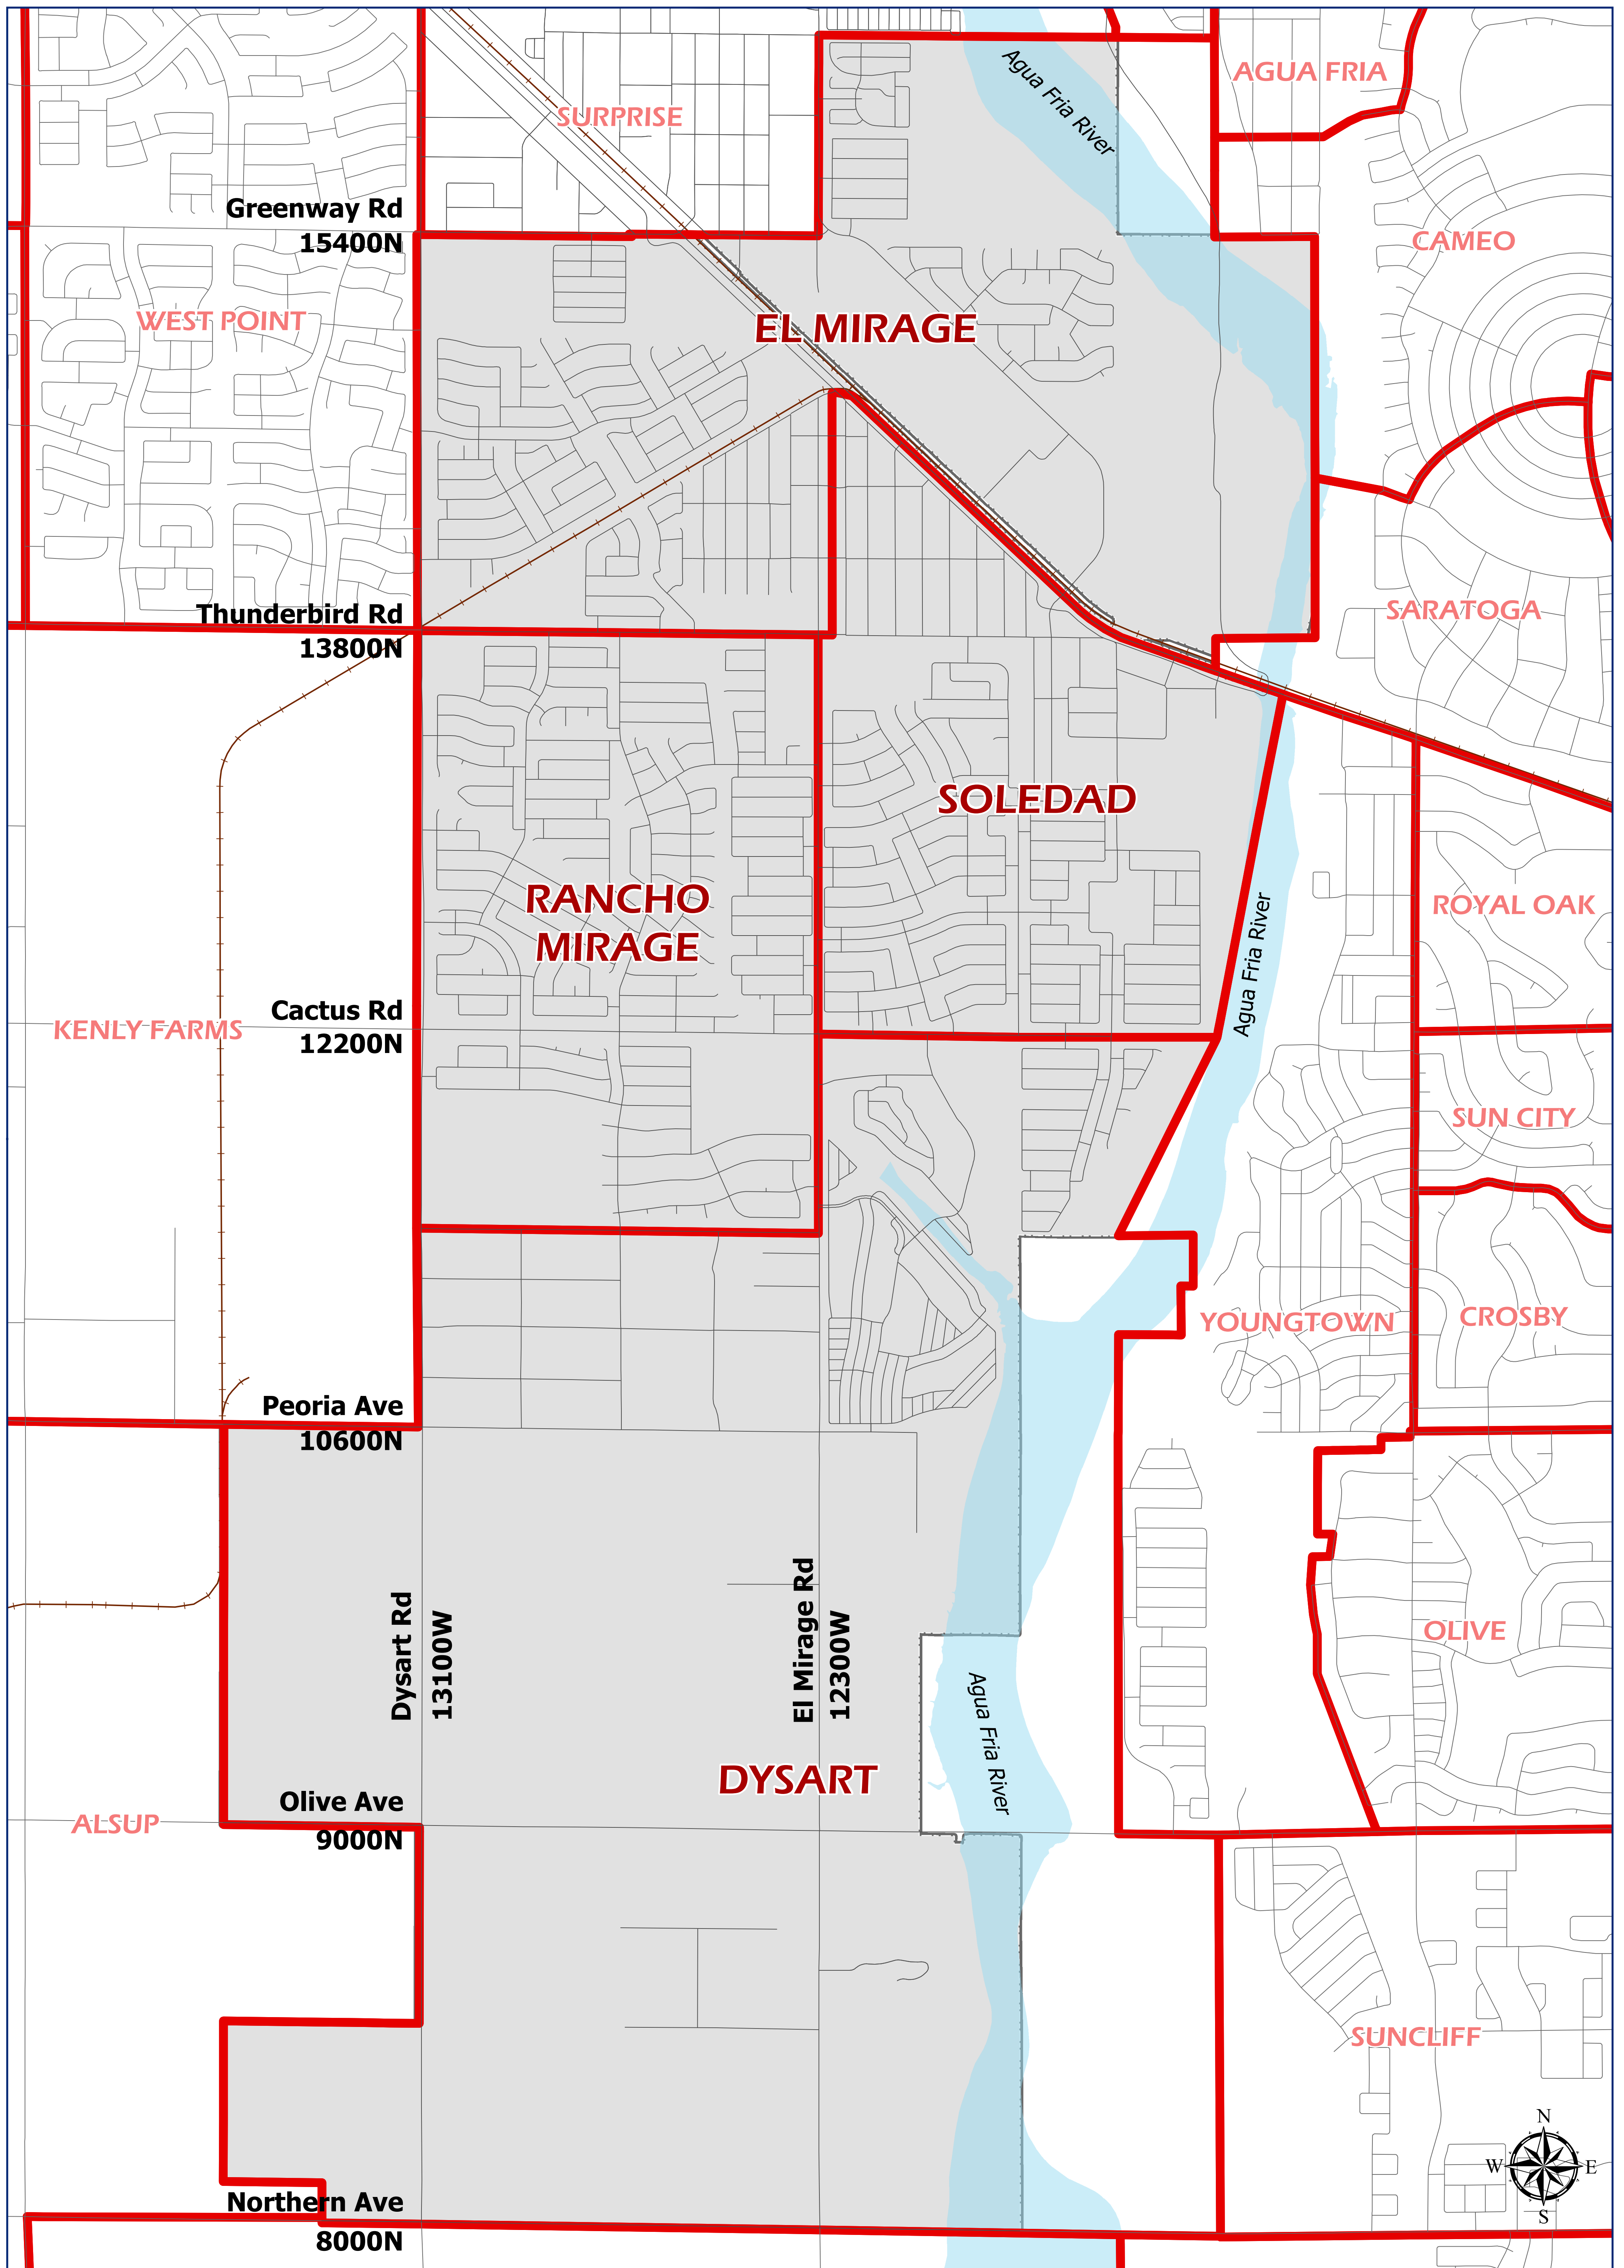 AGUA FRIA
Agua Fria River
SURPRISE
Greenway Rd
15400N
CAMEO
WEST POINT
EL MIRAGE
Thunderbird Rd
13800N
SARATOGA
SOLEDAD
RANCHO
MIRAGE
ROYAL OAK
Agua Fria River
Cactus Rd
12200N
KENLY FARMS
SUN CITY
YOUNGTOWN
CROSBY
Peoria Ave
10600N
Dysart Rd
13100W
El Mirage Rd
12300W
OLIVE
Agua Fria River
DYSART
Olive Ave
9000N
ALSUP
SUNCLIFF
N
W
E
S
Northern Ave
8000N